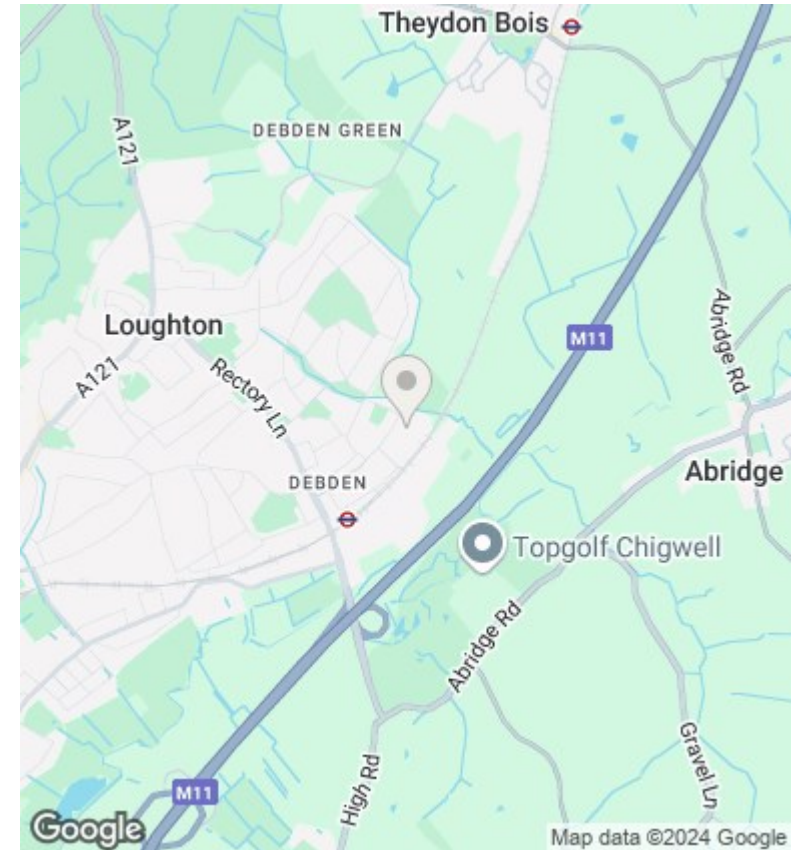 Theydon Bois
DEBDEN GREEN
A121
Loughton
A121
Rectory Ln
M11
Abridge Rd
Abridge
DEBDEN
Topgolf Chigwell
Abridge Rd
Gravel Ln
High Rd
M11
Google
Map data ©2024 Google